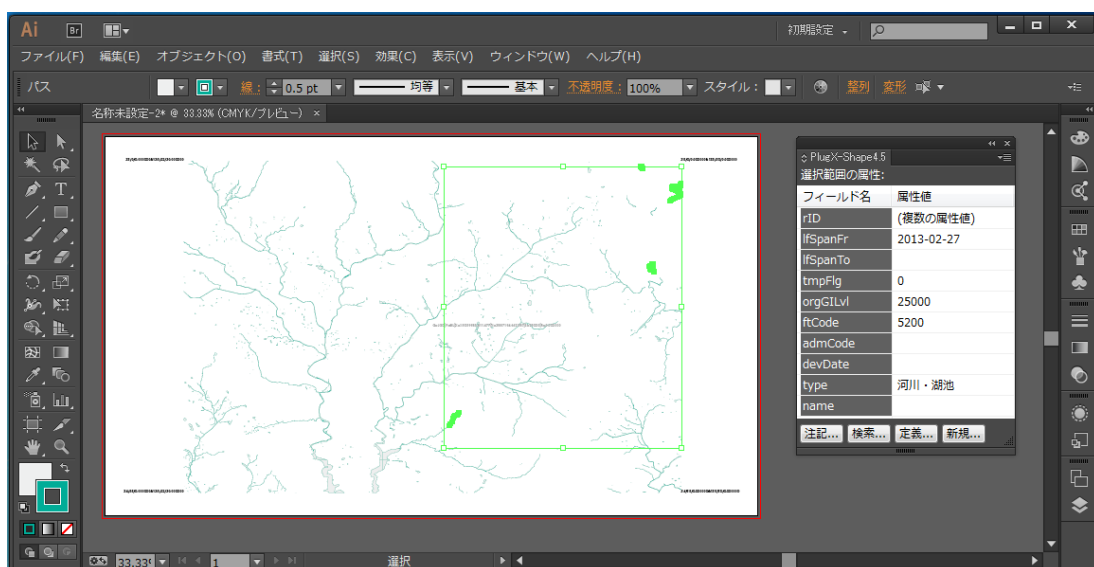 Ai Br 初期設定
ファイル(F) 編集(E) オブジェクト(O) 書式(T) 選択(S) 効果(C) 表示(V) ウィンドウ(W) ヘルプ(H)
パス 線: 0.5 pt 均等 基本 不透明度: 100% スタイル: 整列 変形
名称未設定-2* @ 33.33% (CMYK/プレビュー) ×
PlugX-Shape4.5
選択範囲の属性:
フィールド名 属性値
rID (複数の属性値)
lfSpanFr 2013-02-27
lfSpanTo
tmpFlg 0
orgGILvl 25000
ftCode 5200
admCode
devDate
type 河川・湖池
name
注記... 検索... 定義... 新規...
33.33% 1 選択